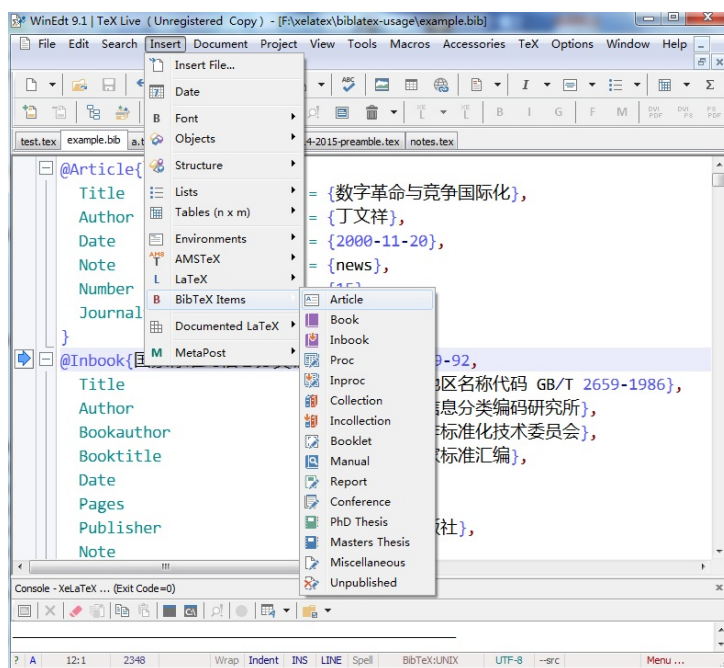 WinEdt 9.1 | TeX Live (Unregistered Copy) - [F:\xelatex\biblatex-usage\example.bib]
File Edit Search Insert Document Project View Tools Macros Accessories TeX Options Window Help
Insert File...
Date
Font
Objects
Structure
Lists
Tables (n x m)
Environments
AMSTeX
LaTeX
BibTeX Items
Documented LaTeX
MetaPost
Article
Book
Inbook
Proc
Inproc
Collection
Incollection
Booklet
Manual
Report
Conference
PhD Thesis
Masters Thesis
Miscellaneous
Unpublished
ABC
B I G F M DVI PDF DVI PS PS PDF
test.tex example.bib a.t 4-2015-preamble.tex notes.tex
@Article{
Title = {数字革命与竞争国际化},
Author = {丁文祥},
Date = {2000-11-20},
Note = {news},
Number
Journal
}
@Inbook{ 9-92,
Title 区名称代码 GB/T 2659-1986},
Author 信息分类编码研究所},
Bookauthor 标准化技术委员会},
Booktitle 标准汇编},
Date
Pages
Publisher 社},
Note
Console - XeLaTeX ... (Exit Code=0)
? A 12:1 2348 Wrap Indent INS LINE Spell BibTeX:UNIX UTF-8 --src Menu ...